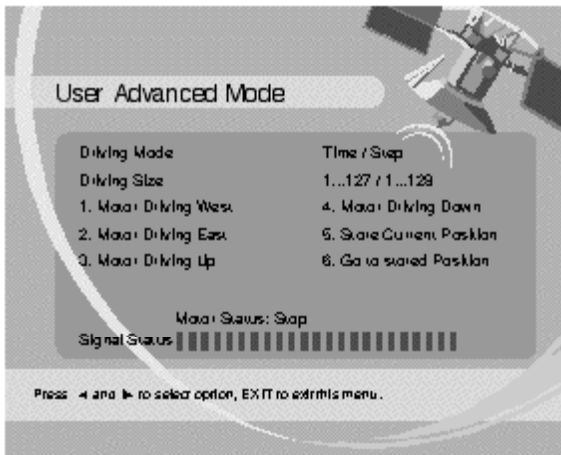 User Advanced Mode
Driving Mode Time / Step
Driving Size 1...127 / 1...128
1. Motor Driving West 4. Motor Driving Down
2. Motor Driving East 5. Store Current Position
3. Motor Driving Up 6. Go to stored Position
Motor Status: Stop
Signal Status
Press ◄ and ► to select option, EXIT to exit this menu.